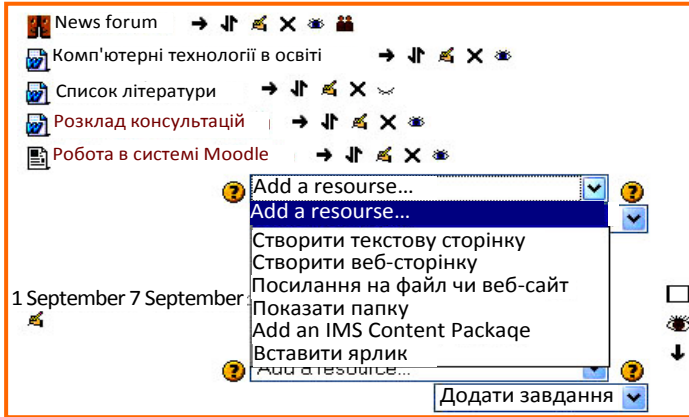 News forum
Комп'ютерні технології в освіті
Список літератури
Розклад консультацій
Робота в системі Moodle
Add a resourse...
Add a resourse...
Створити текстову сторінку
Створити веб-сторінку
Посилання на файл чи веб-сайт
Показати папку
Add an IMS Content Packaqe
Вставити ярлик
1 September 7 September
Add a resource...
Додати завдання